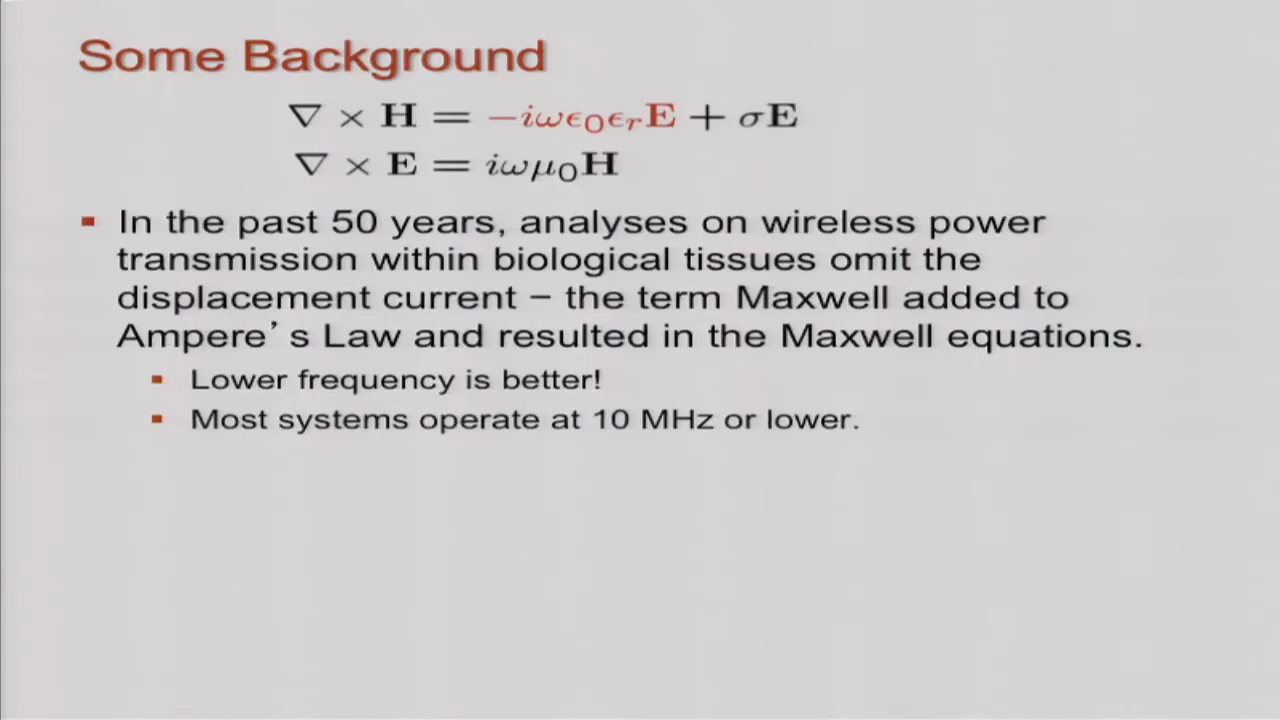 Some Background
∇ × H = −iωϵ₀ϵᵣE + σE
∇ × E = iωμ₀H
▪ In the past 50 years, analyses on wireless power
transmission within biological tissues omit the
displacement current – the term Maxwell added to
Ampere’s Law and resulted in the Maxwell equations.
▪ Lower frequency is better!
▪ Most systems operate at 10 MHz or lower.